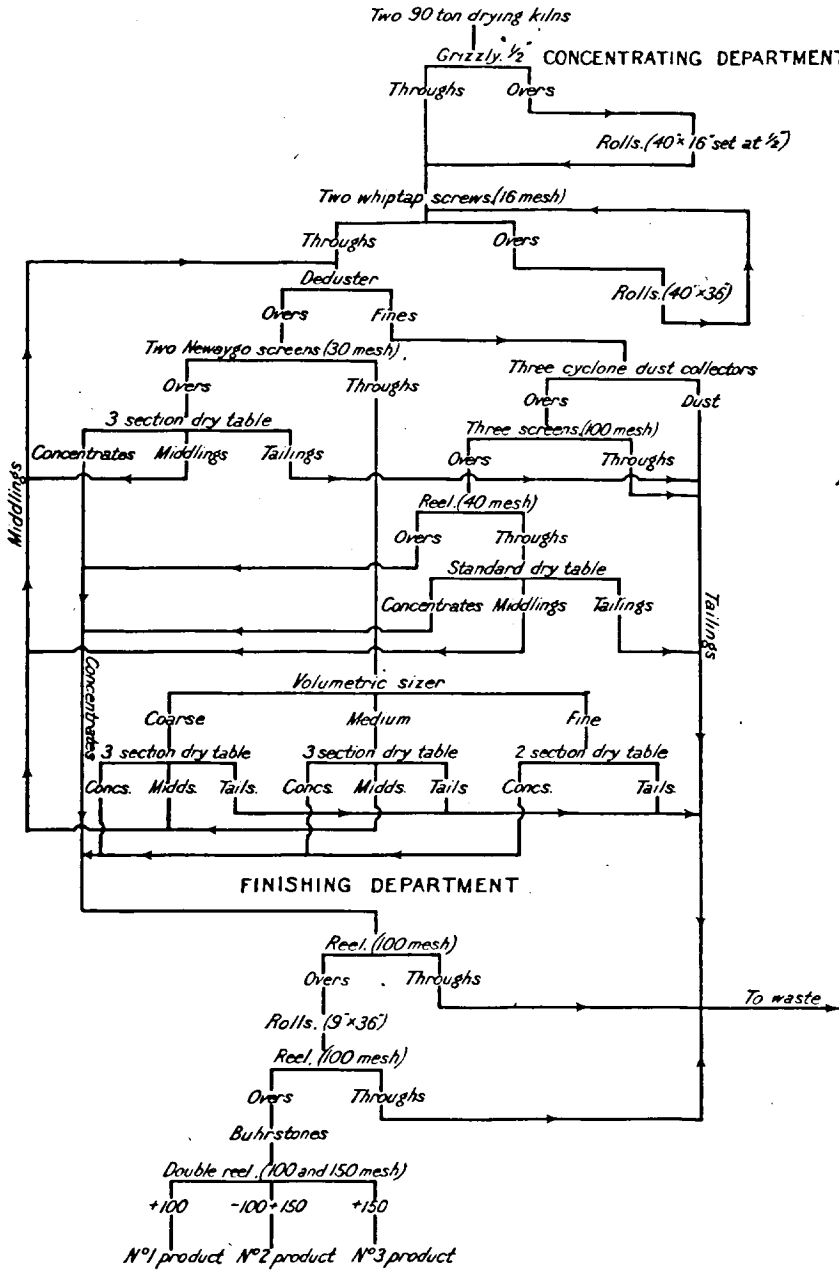 Two 90 ton drying kilns
Grizzly. ½" CONCENTRATING DEPARTMENT
Throughs Overs
Rolls. (40"×16" set at ½")
Two whiptap screws. (16 mesh)
Throughs Overs
Deduster
Rolls. (40"×36")
Overs Fines
Two Newaygo screens (30 mesh)
Three cyclone dust collectors
Overs Throughs
Overs Dust
3 section dry table
Three screens. (100 mesh)
Concentrates Middlings Tailings
Overs Throughs
Middlings
Reel. (40 mesh)
Overs Throughs
Standard dry table
Concentrates Middlings Tailings
Tailings
Concentrates
Volumetric sizer
Coarse Medium Fine
3 section dry table 3 section dry table 2 section dry table
Concs. Midds. Tails. Concs. Midds. Tails Concs. Tails.
FINISHING DEPARTMENT
Reel. (100 mesh)
Overs Throughs
To waste
Rolls. (9"×36")
Reel. (100 mesh)
Overs Throughs
Buhrstones
Double reel. (100 and 150 mesh)
+100 -100+150 +150
Nº1 product Nº2 product Nº3 product